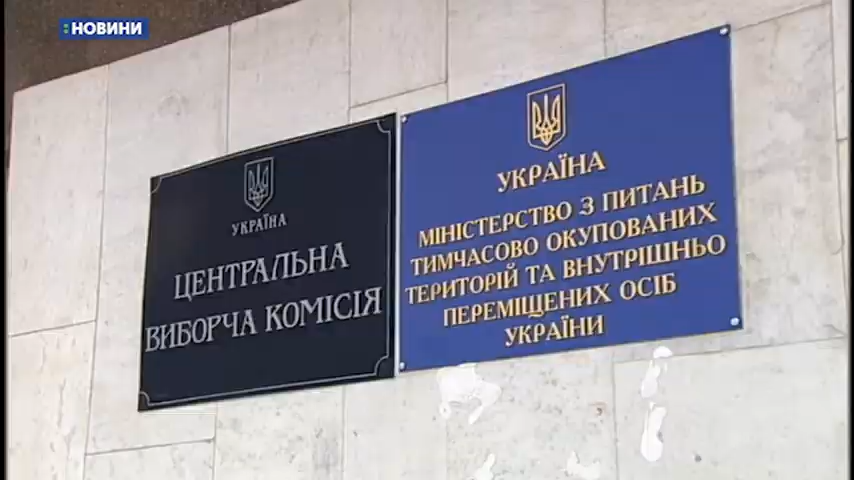 :НОВИНИ
УКРАЇНА
ЦЕНТРАЛЬНА
ВИБОРЧА КОМІСІЯ
УКРАЇНА
МІНІСТЕРСТВО З ПИТАНЬ
ТИМЧАСОВО ОКУПОВАНИХ
ТЕРИТОРІЙ ТА ВНУТРІШНЬО
ПЕРЕМІЩЕНИХ ОСІБ
УКРАЇНИ